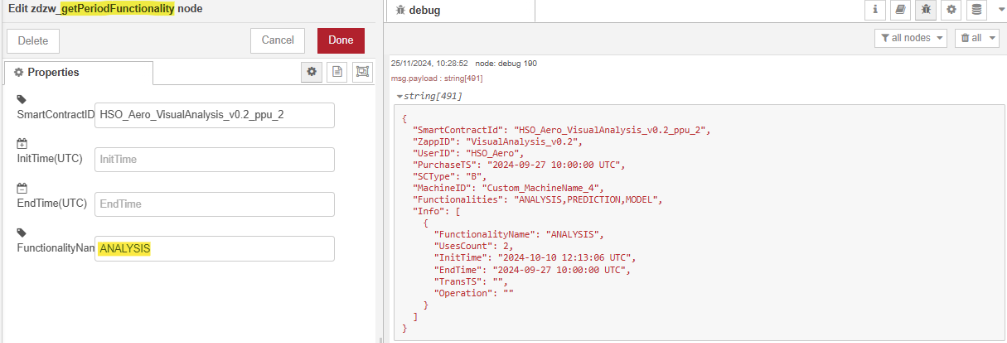 Edit zdzw_getPeriodFunctionality node
Delete
Cancel
Done
Properties
SmartContractID
HSO_Aero_VisualAnalysis_v0.2_ppu_2
InitTime(UTC)
InitTime
EndTime(UTC)
EndTime
FunctionalityNan
ANALYSIS
debug
i
all nodes
all
25/11/2024, 10:28:52 node: debug 190
msg.payload : string[491]
string[491]
{
"SmartContractId": "HSO_Aero_VisualAnalysis_v0.2_ppu_2",
"ZappID": "VisualAnalysis_v0.2",
"UserID": "HSO_Aero",
"PurchaseTS": "2024-09-27 10:00:00 UTC",
"SCType": "B",
"MachineID": "Custom_MachineName_4",
"Functionalities": "ANALYSIS,PREDICTION,MODEL",
"Info": [
{
"FunctionalityName": "ANALYSIS",
"UsesCount": 2,
"InitTime": "2024-10-10 12:13:06 UTC",
"EndTime": "2024-09-27 10:00:00 UTC",
"TransTS": "",
"Operation": ""
}
]
}